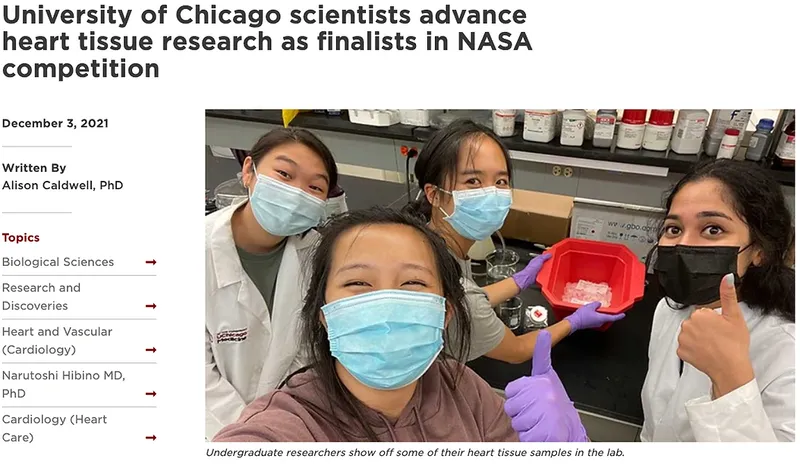 University of Chicago scientists advance
heart tissue research as finalists in NASA
competition
December 3, 2021
Written By
Alison Caldwell, PhD
Topics
Biological Sciences
Research and
Discoveries
Heart and Vascular
(Cardiology)
Narutoshi Hibino MD,
PhD
Cardiology (Heart
Care)
Medicine
Undergraduate researchers show off some of their heart tissue samples in the lab.